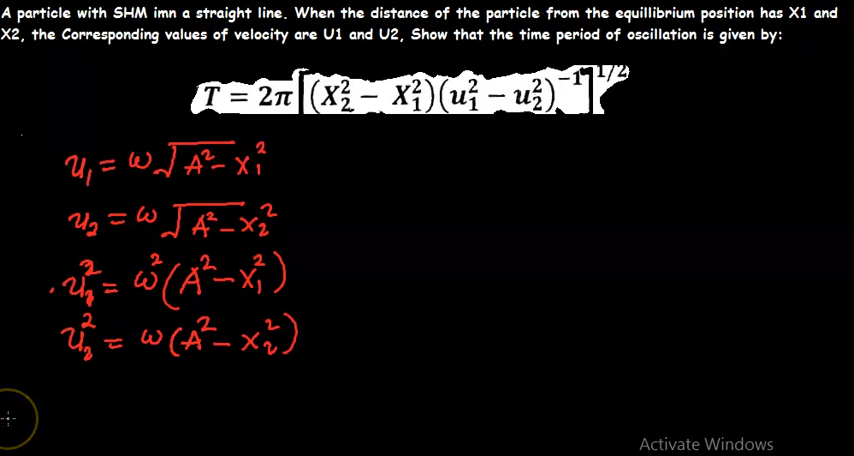 A particle with SHM imn a straight line. When the distance of the particle from the equillibrium position has X1 and
X2, the Corresponding values of velocity are U1 and U2, Show that the time period of oscillation is given by:
T = 2π[(X₂² − X₁²)(u₁² − u₂²)⁻¹]^1/2
u₁ = ω√A² − x₁²
u₂ = ω√A² − x₂²
u₁² = ω²(A² − x₁²)
u₂² = ω(A² − x₂²)
Activate Windows